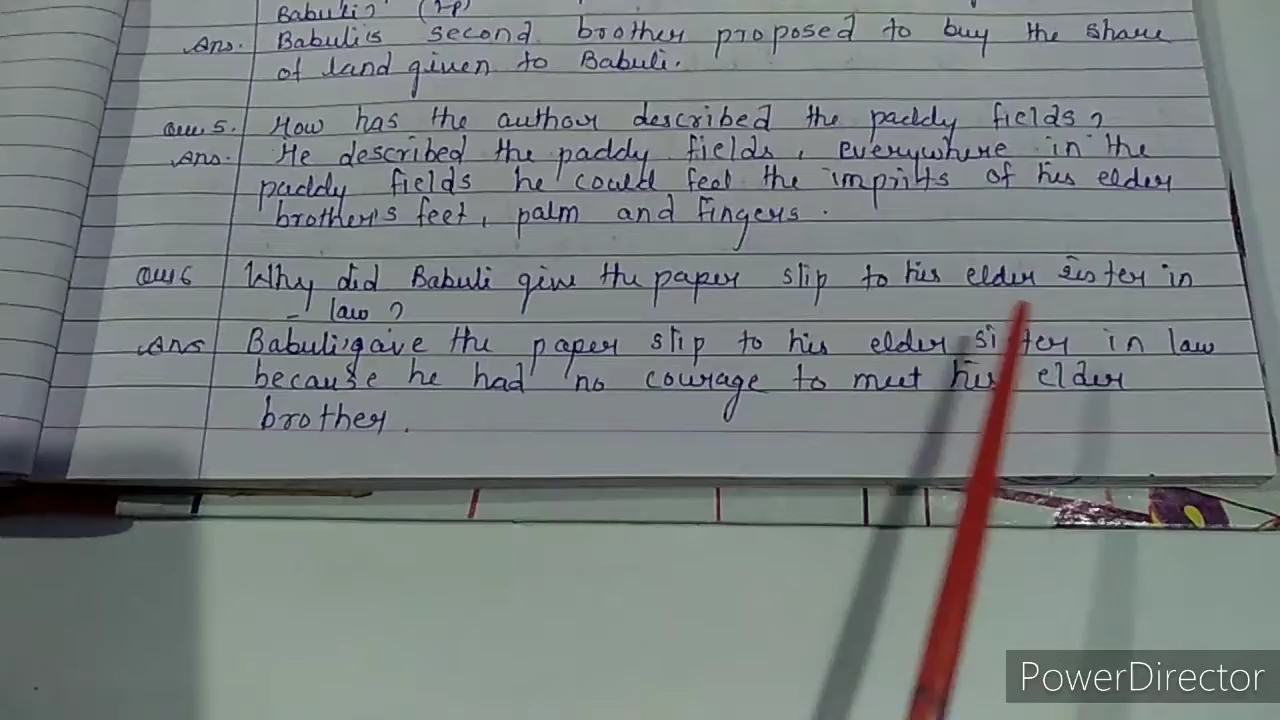 Babuli? (IP)
Ans. Babuli's second brother proposed to buy the share
of land given to Babuli.
Que 5. How has the author described the paddy fields?
Ans. He described the paddy fields, everywhere in the
paddy fields he could feel the imprints of his elder
brother's feet, palm and fingers.
Que 6 Why did Babuli give the paper slip to his elder sister in
- law?
Ans Babuli gave the paper slip to his elder sister in law
because he had no courage to meet his elder
brother.
PowerDirector